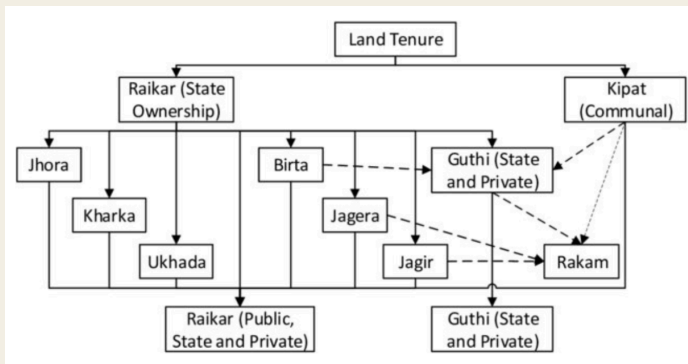 Land Tenure
Raikar (State
Ownership)
Kipat
(Communal)
Jhora
Birta
Guthi (State
and Private)
Kharka
Jagera
Ukhada
Jagir
Rakam
Raikar (Public,
State and Private)
Guthi (State
and Private)